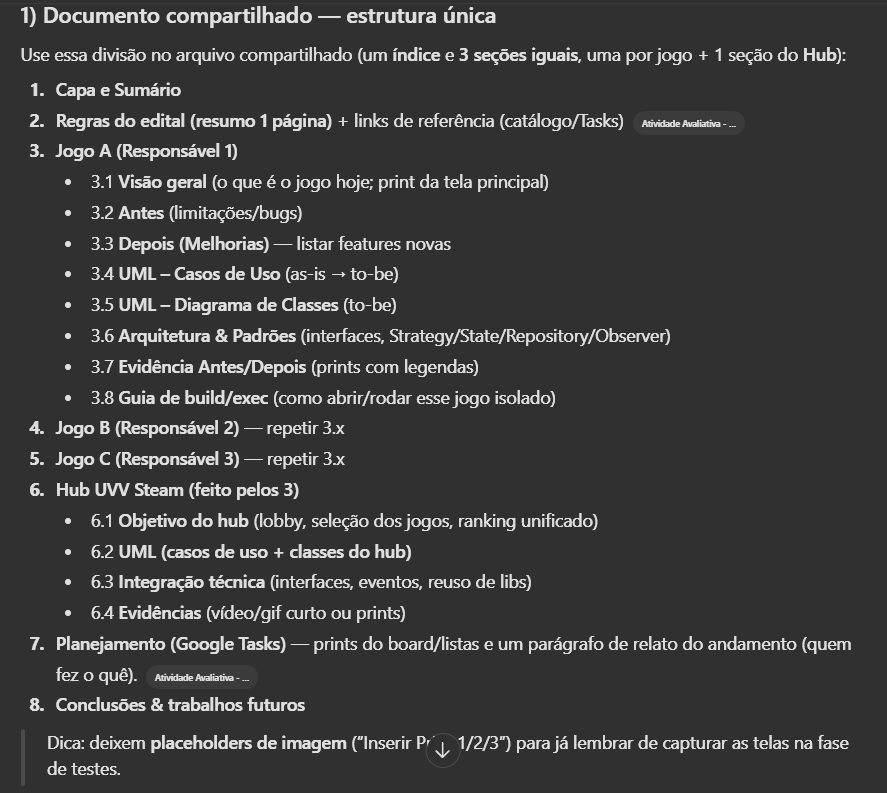 1) Documento compartilhado — estrutura única
Use essa divisão no arquivo compartilhado (um índice e 3 seções iguais, uma por jogo + 1 seção do Hub):
1. Capa e Sumário
2. Regras do edital (resumo 1 página) + links de referência (catálogo/Tasks) Atividade Avaliativa - ...
3. Jogo A (Responsável 1)
• 3.1 Visão geral (o que é o jogo hoje; print da tela principal)
• 3.2 Antes (limitações/bugs)
• 3.3 Depois (Melhorias) — listar features novas
• 3.4 UML – Casos de Uso (as-is → to-be)
• 3.5 UML – Diagrama de Classes (to-be)
• 3.6 Arquitetura & Padrões (interfaces, Strategy/State/Repository/Observer)
• 3.7 Evidência Antes/Depois (prints com legendas)
• 3.8 Guia de build/exec (como abrir/rodar esse jogo isolado)
4. Jogo B (Responsável 2) — repetir 3.x
5. Jogo C (Responsável 3) — repetir 3.x
6. Hub UVV Steam (feito pelos 3)
• 6.1 Objetivo do hub (lobby, seleção dos jogos, ranking unificado)
• 6.2 UML (casos de uso + classes do hub)
• 6.3 Integração técnica (interfaces, eventos, reuso de libs)
• 6.4 Evidências (vídeo/gif curto ou prints)
7. Planejamento (Google Tasks) — prints do board/listas e um parágrafo de relato do andamento (quem
fez o quê). Atividade Avaliativa - ...
8. Conclusões & trabalhos futuros
Dica: deixem placeholders de imagem (“Inserir 1/2/3”) para já lembrar de capturar as telas na fase
de testes.